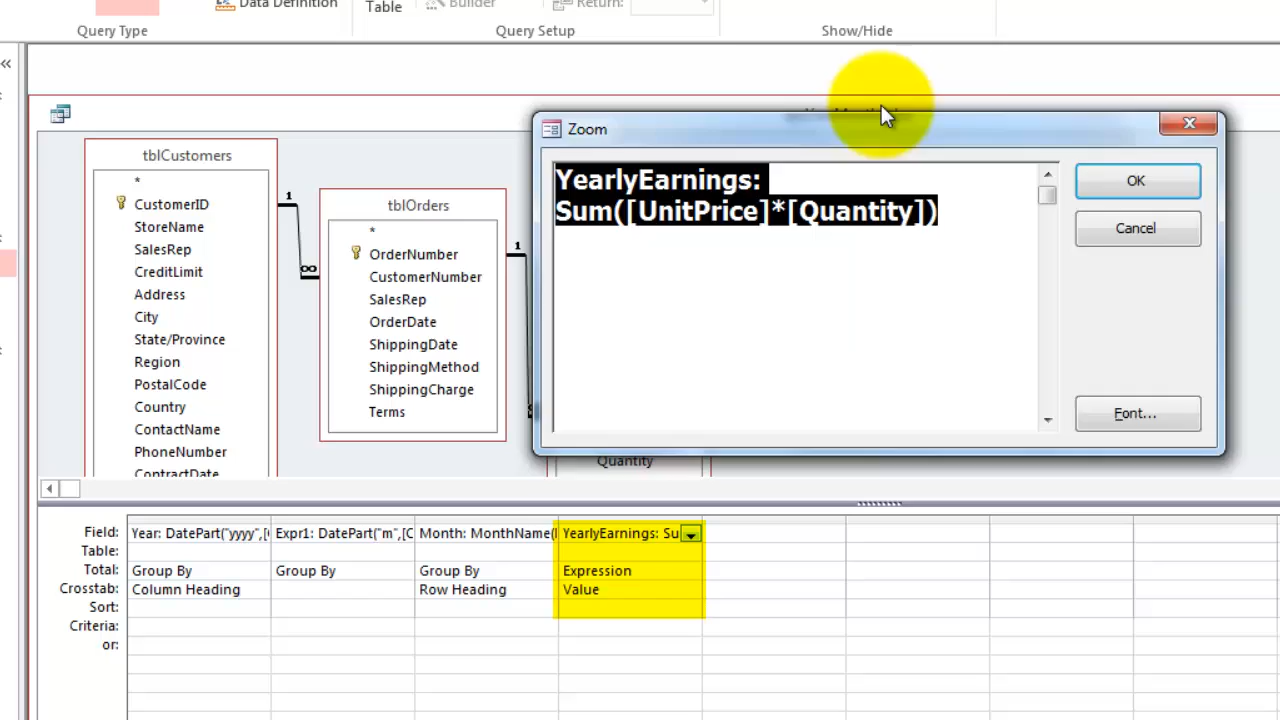 Data Definition
Table
Builder
Return:
Query Type
Query Setup
Show/Hide
Zoom
YearlyEarnings:
Sum([UnitPrice]*[Quantity])
OK
Cancel
Font...
tblCustomers
*
CustomerID
StoreName
SalesRep
CreditLimit
Address
City
State/Province
Region
PostalCode
Country
ContactName
PhoneNumber
ContractDate
1
∞
tblOrders
*
OrderNumber
CustomerNumber
SalesRep
OrderDate
ShippingDate
ShippingMethod
ShippingCharge
Terms
1
Quantity
Field: Year: DatePart("yyyy",[ Expr1: DatePart("m",[C Month: MonthName( YearlyEarnings: Su
Table:
Total: Group By Group By Group By Expression
Crosstab: Column Heading Row Heading Value
Sort:
Criteria:
or: